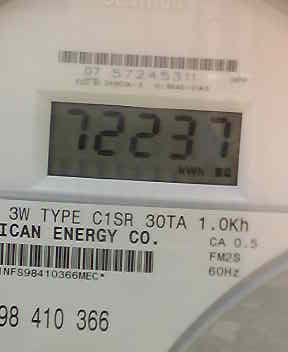 07 57245311
72237
kWh
3W TYPE C1SR 30TA 1.0Kh
ICAN ENERGY CO.
CA 0.5
FM2S
60Hz
INFS98410366MEC*
98 410 366